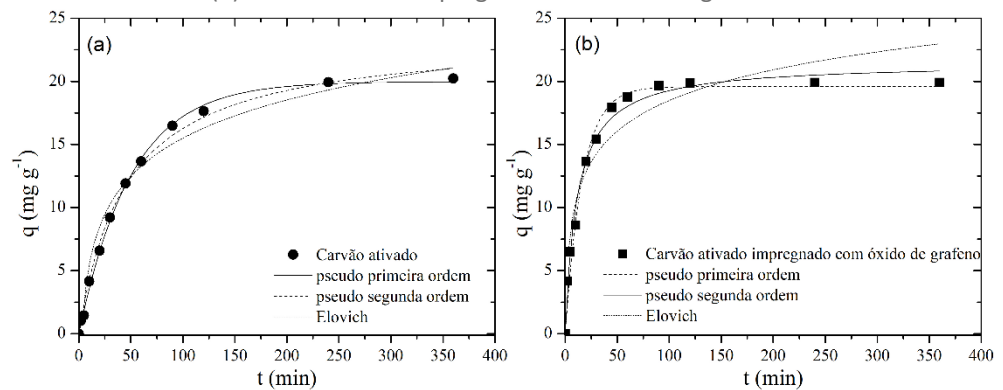 (a)
25
20
15
10
5
0
q (mg g⁻¹)
Carvão ativado
pseudo primeira ordem
pseudo segunda ordem
Elovich
0 50 100 150 200 250 300 350 400
t (min)
(b)
25
20
15
10
5
0
q (mg g⁻¹)
Carvão ativado impregnado com óxido de grafeno
pseudo primeira ordem
pseudo segunda ordem
Elovich
0 50 100 150 200 250 300 350 400
t (min)